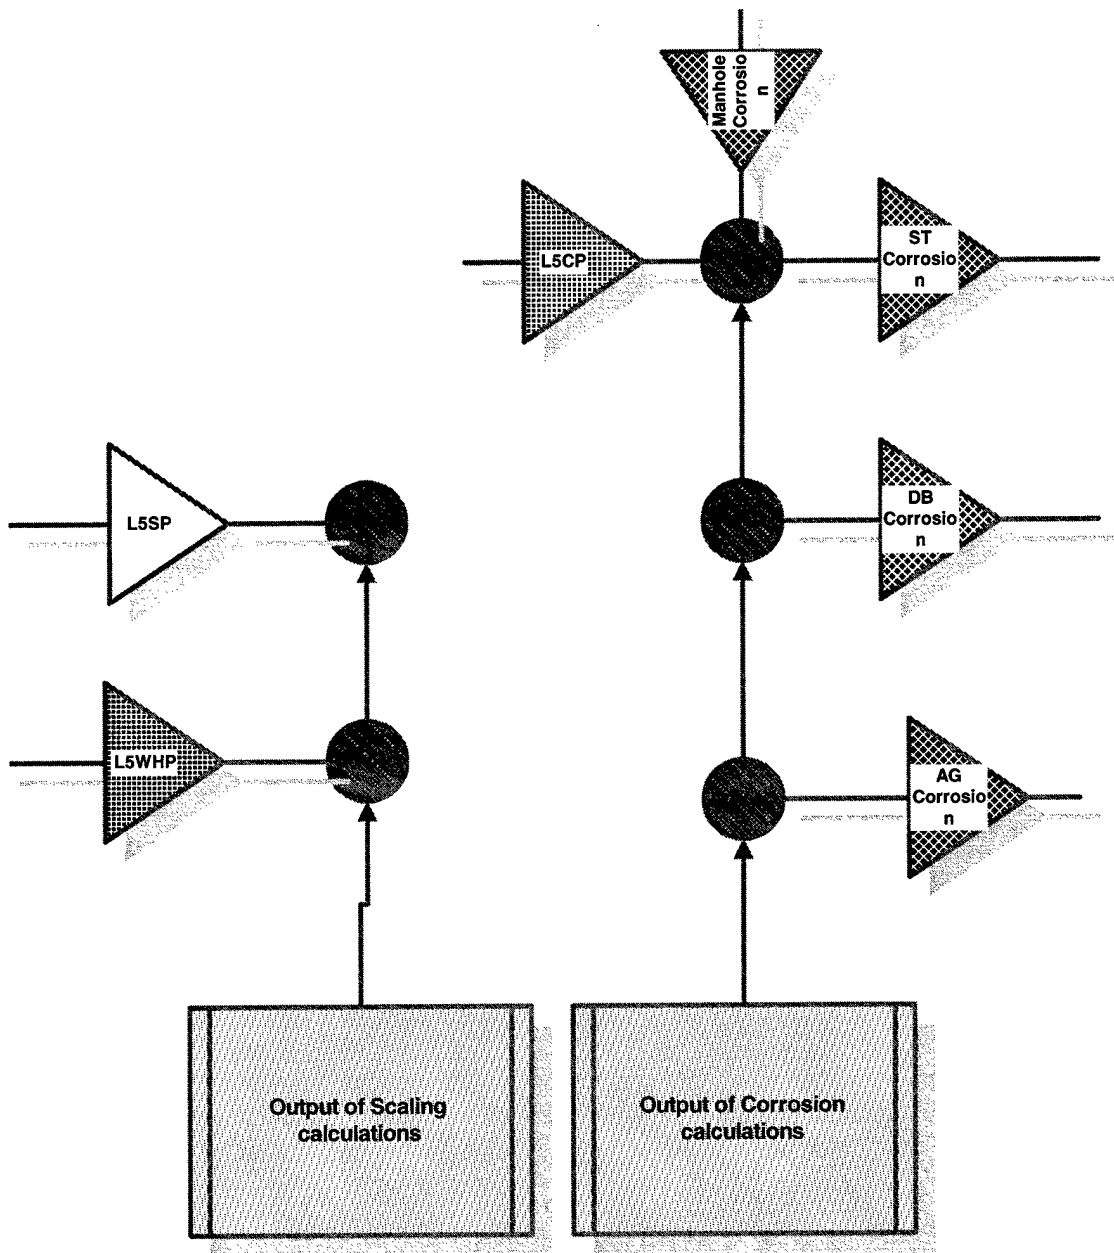 Manhole
Corrosio
n
L5CP
ST
Corrosio
n
L5SP
DB
Corrosio
n
L5WHP
AG
Corrosio
n
Output of Scaling
calculations
Output of Corrosion
calculations